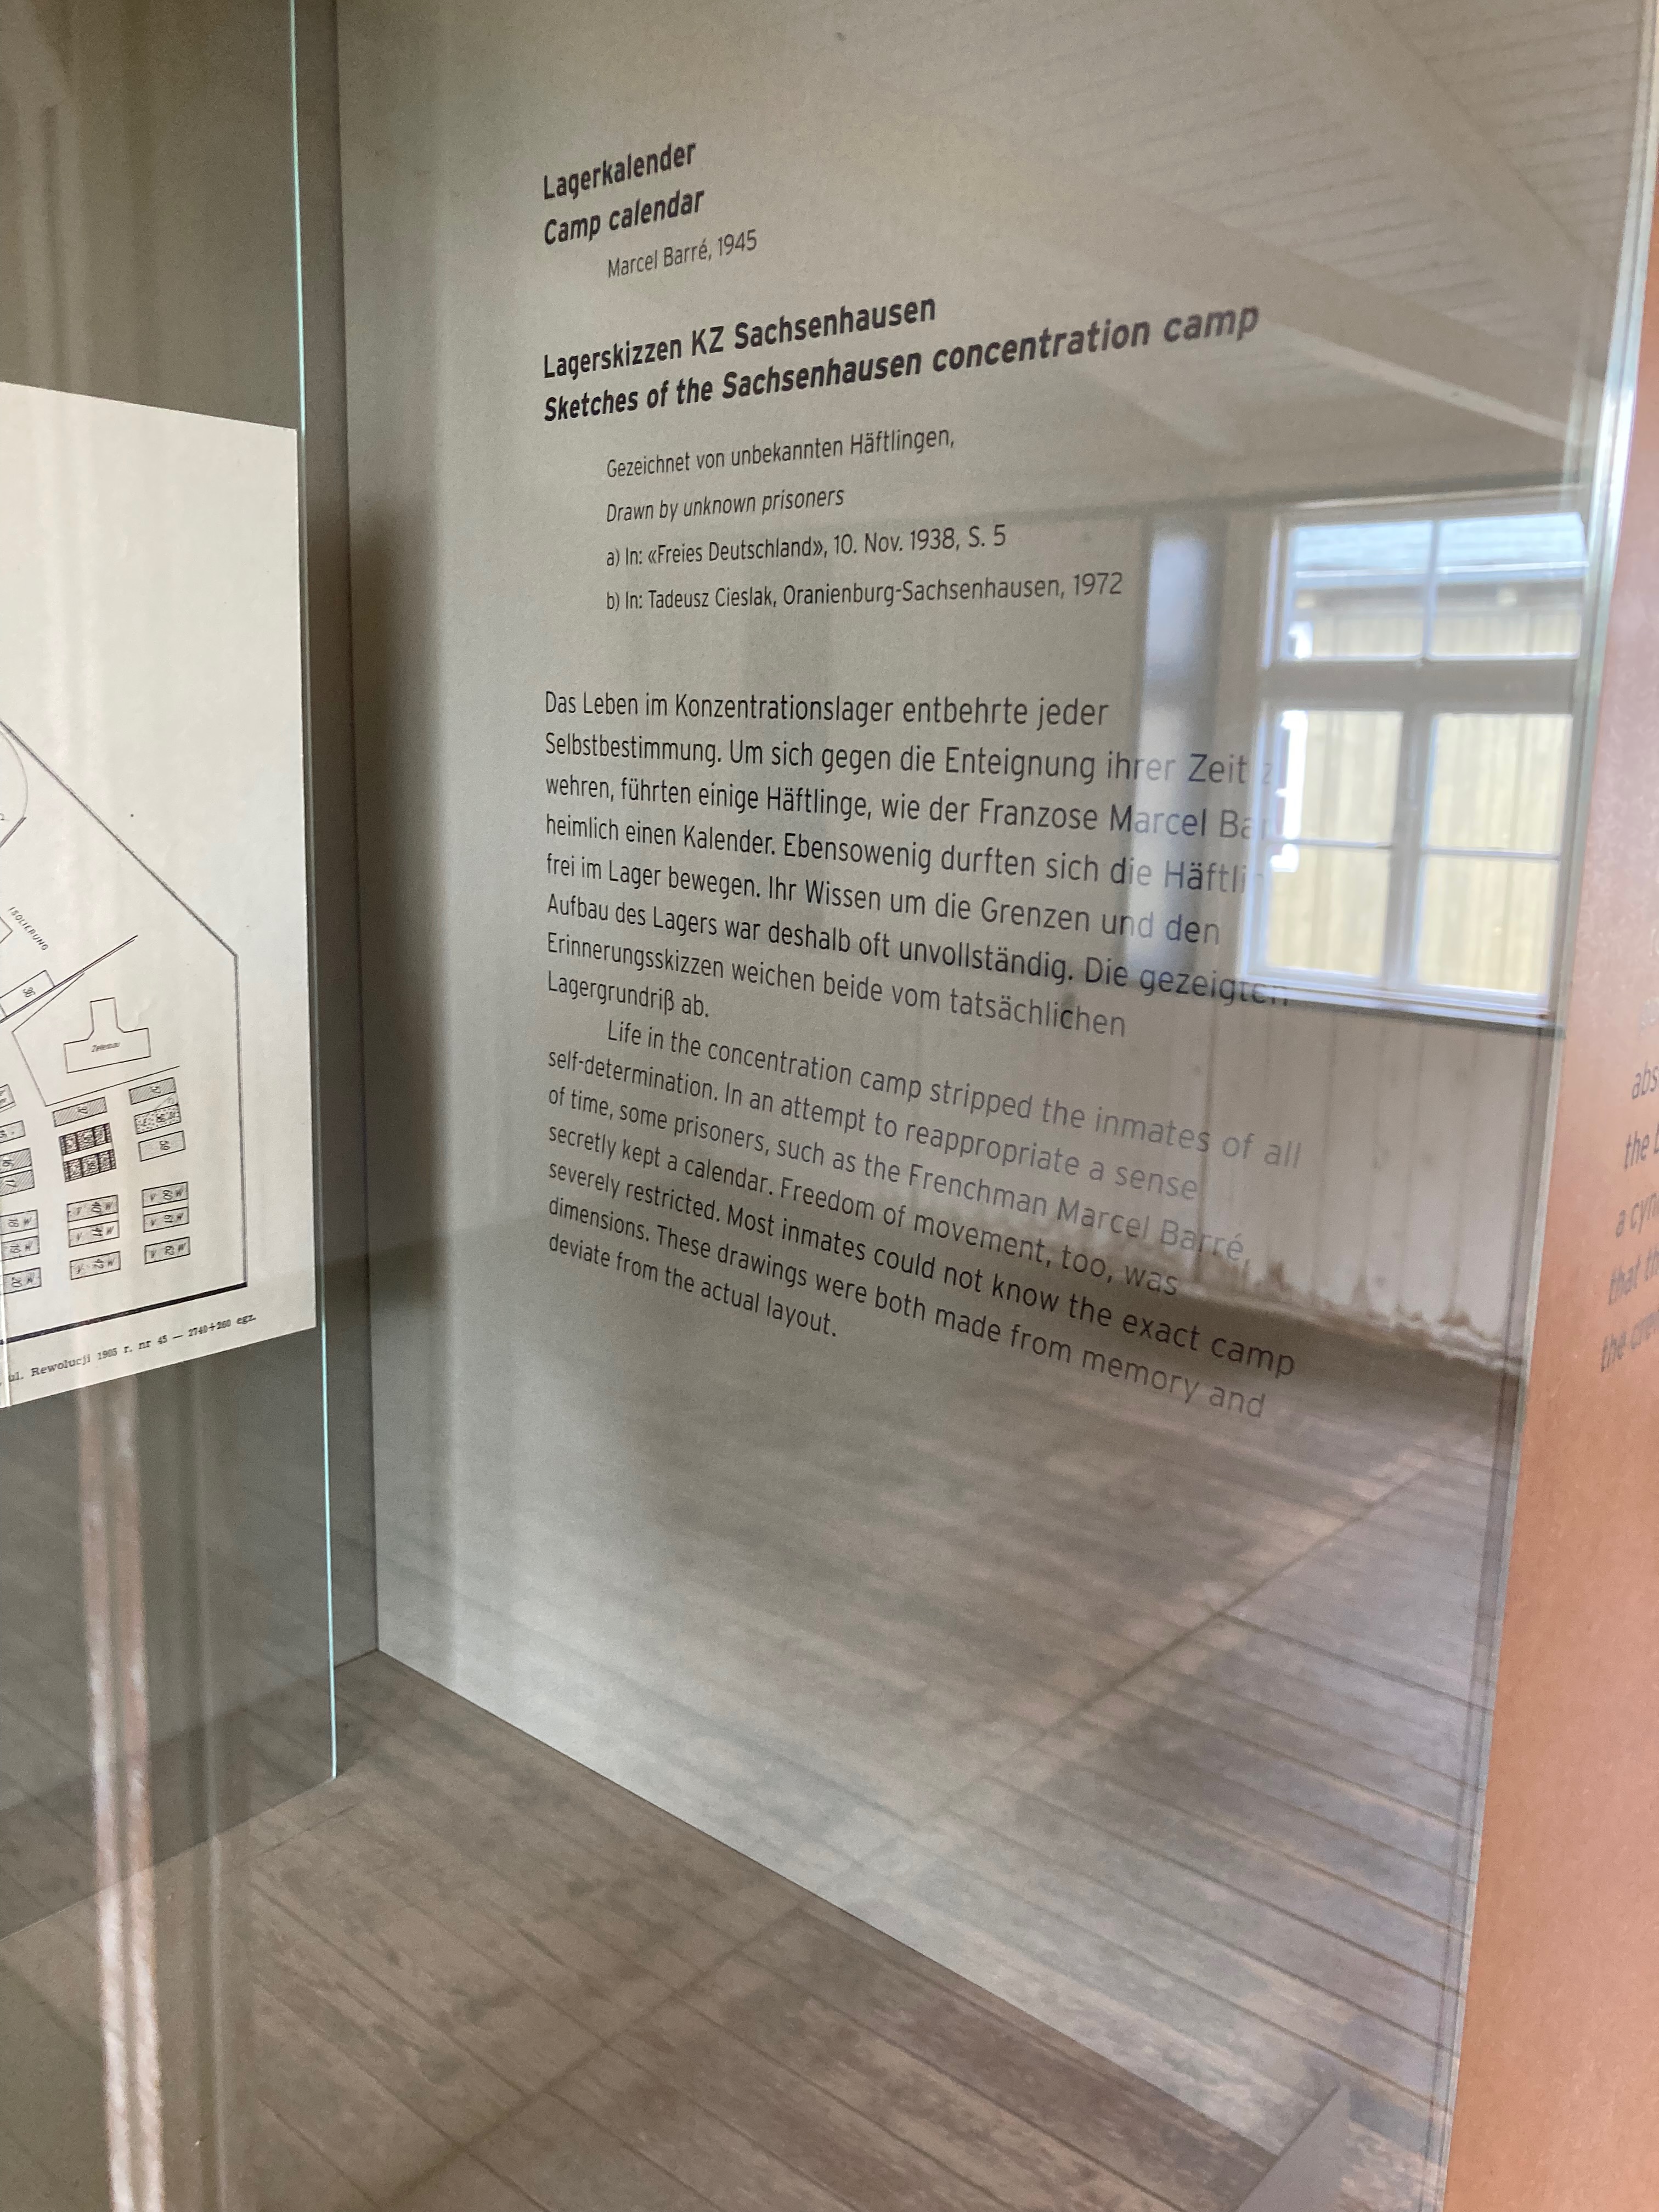 Lagerkalender
Camp calendar
Marcel Barré, 1945
Lagerskizzen KZ Sachsenhausen
Sketches of the Sachsenhausen concentration camp
Gezeichnet von unbekannten Häftlingen,
Drawn by unknown prisoners
a) In: «Freies Deutschland», 10. Nov. 1938, S. 5
b) In: Tadeusz Cieslak, Oranienburg-Sachsenhausen, 1972
Das Leben im Konzentrationslager entbehrte jeder
Selbstbestimmung. Um sich gegen die Enteignung ihrer Zeit
wehren, führten einige Häftlinge, wie der Franzose Marcel
heimlich einen Kalender. Ebensowenig durften sich die
frei im Lager bewegen. Ihr Wissen um die Grenzen und den
Aufbau des Lagers war deshalb oft unvollständig. Die gezeigten
Erinnerungsskizzen weichen beide vom tatsächlichen
Lagergrundriß ab.
Life in the concentration camp stripped the inmates of all
self-determination. In an attempt to reappropriate a sense
of time, some prisoners, such as the Frenchman Marcel Barré,
secretly kept a calendar. Freedom of movement, too, was
severely restricted. Most inmates could not know the exact camp
dimensions. These drawings were both made from memory and
deviate from the actual layout.
ISOLIERUNG
Zellenbau
ul. Rewolucji 1905 r. nr 45 — 2740+260 egz.
the
that